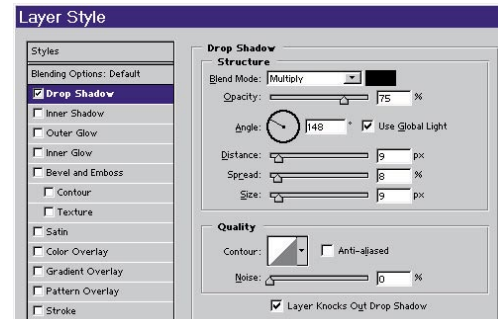 Layer Style
Styles
Blending Options: Default
Drop Shadow
Inner Shadow
Outer Glow
Inner Glow
Bevel and Emboss
Contour
Texture
Satin
Color Overlay
Gradient Overlay
Pattern Overlay
Stroke
Drop Shadow
Structure
Blend Mode: Multiply
Opacity: 75 %
Angle: 148 ° Use Global Light
Distance: 9 px
Spread: 8 %
Size: 9 px
Quality
Contour: Anti-aliased
Noise: 0 %
Layer Knocks Out Drop Shadow